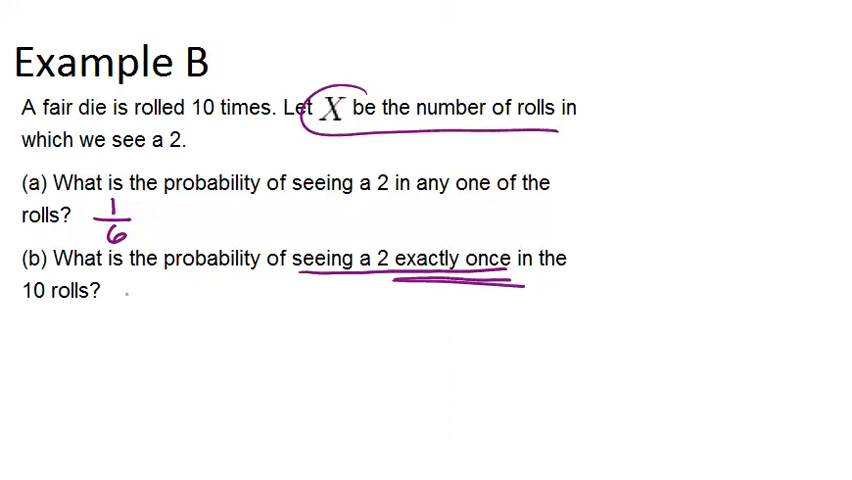 Example B
A fair die is rolled 10 times. Let X be the number of rolls in
which we see a 2.
(a) What is the probability of seeing a 2 in any one of the
rolls? 1/6
(b) What is the probability of seeing a 2 exactly once in the
10 rolls?